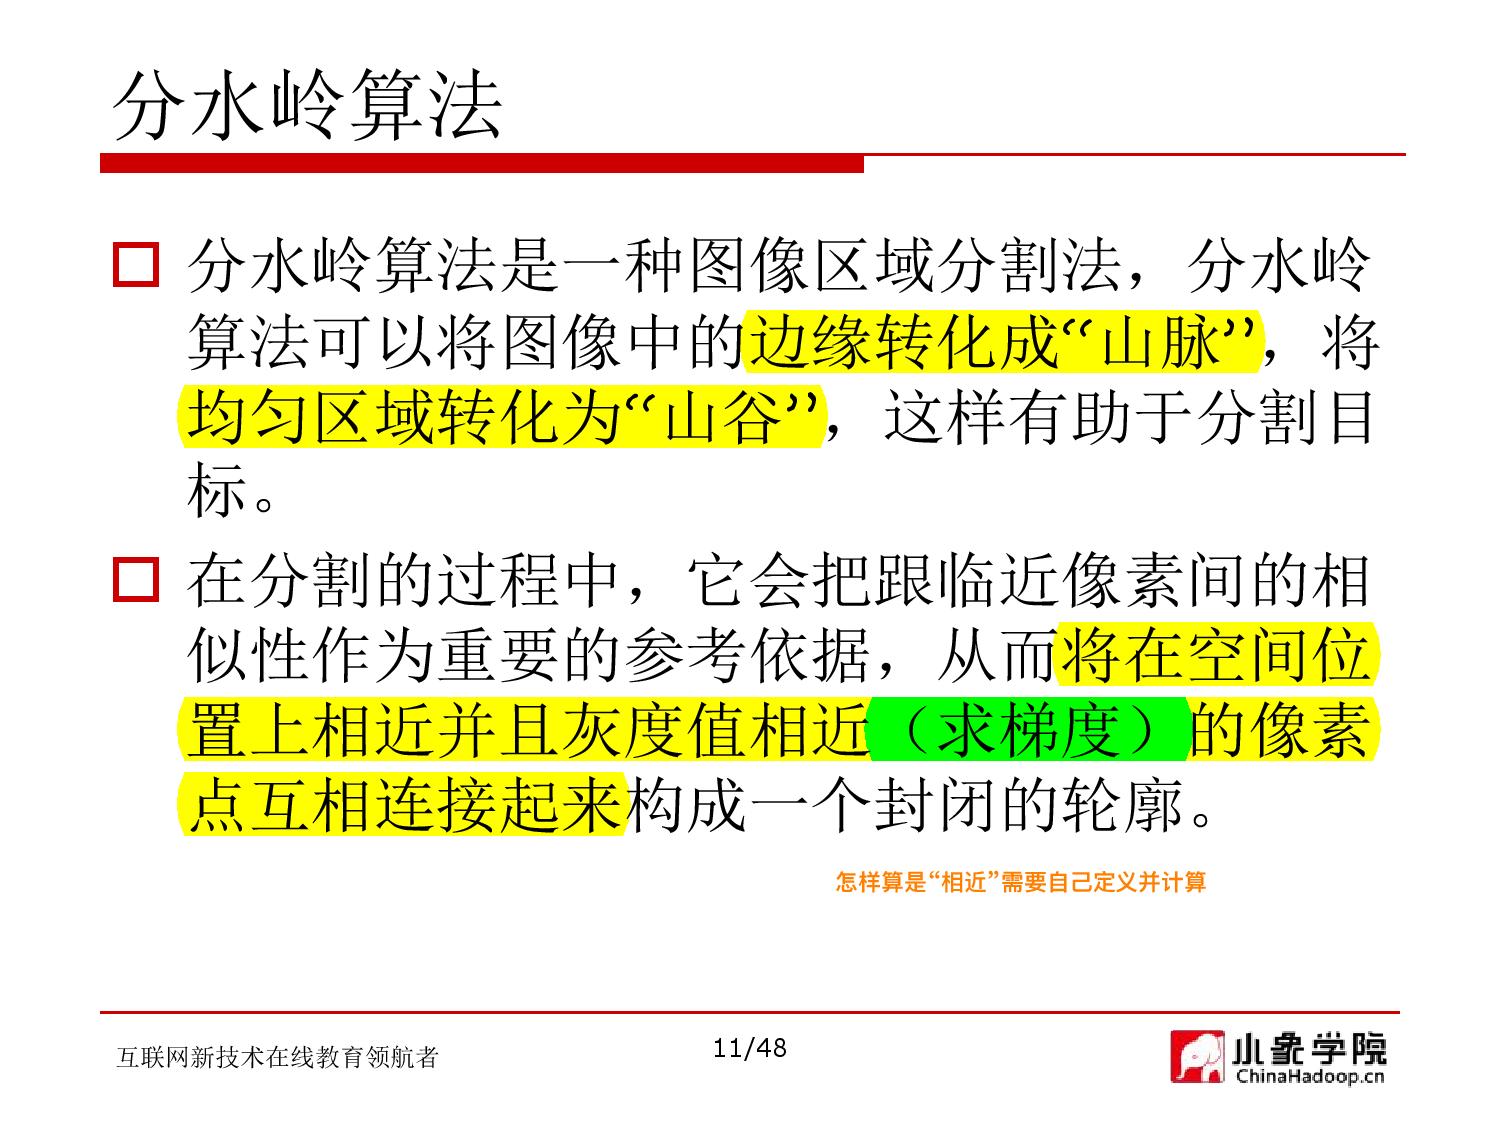 分水岭算法
分水岭算法是一种图像区域分割法，分水岭
算法可以将图像中的边缘转化成“山脉”，将
均匀区域转化为“山谷”，这样有助于分割目
标。
在分割的过程中，它会把跟临近像素间的相
似性作为重要的参考依据，从而将在空间位
置上相近并且灰度值相近（求梯度）的像素
点互相连接起来构成一个封闭的轮廓。
怎样算是“相近”需要自己定义并计算
互联网新技术在线教育领航者
11/48
小象学院
ChinaHadoop.cn